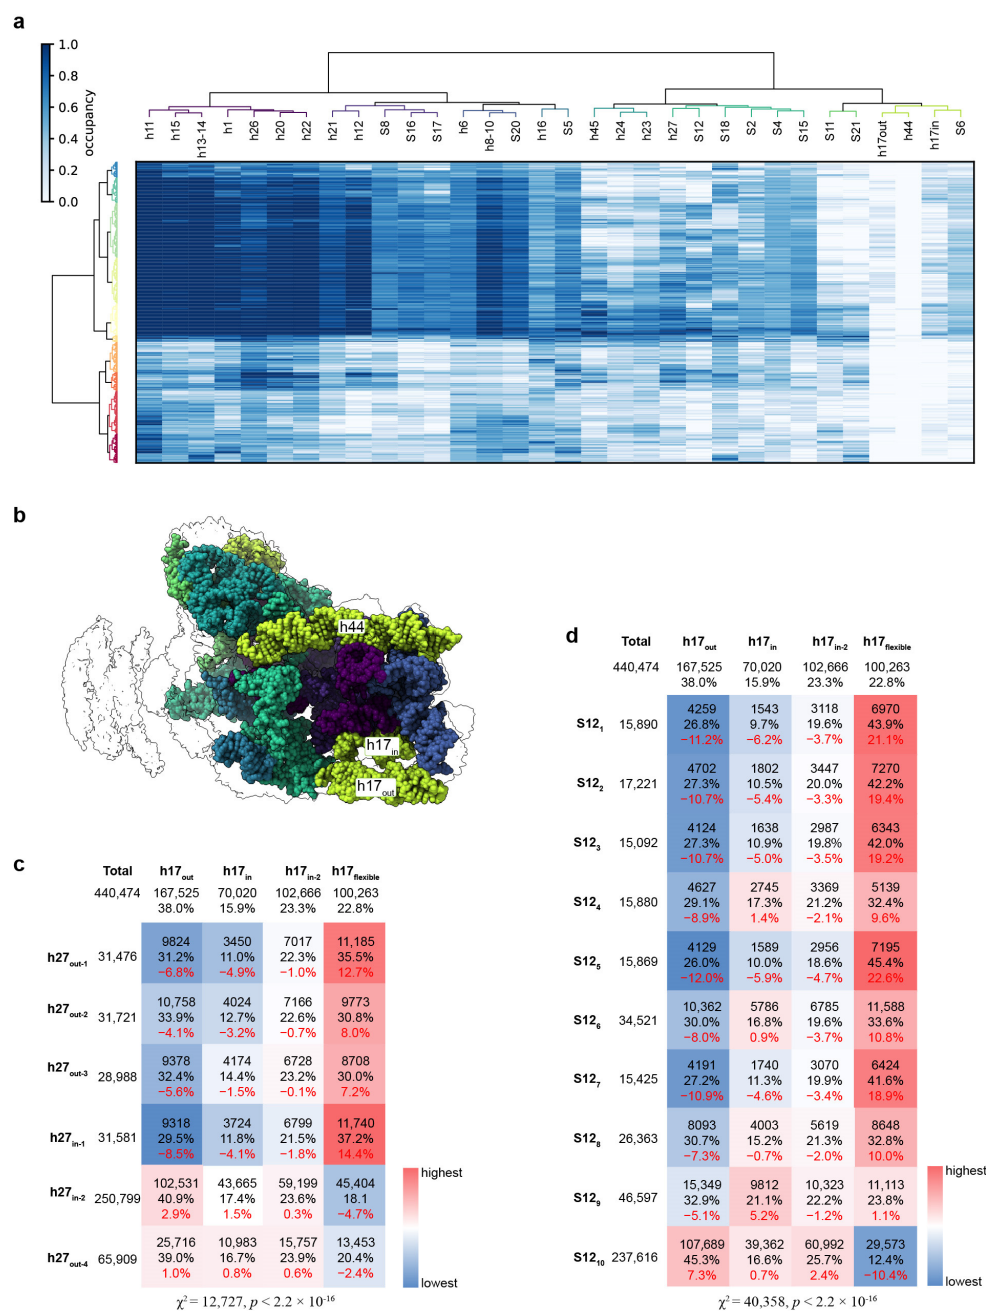 a
1.0
0.8
0.6
0.4
0.2
0.0
occupancy
h11 h15 h13-14 h1 h26 h20 h22 h21 h12 S8 S16 S17 h6 h8-10 S20 h16 S5 h45 h24 h23 h27 S12 S18 S2 S4 S15 S11 S21 h17out h44 h17in S6
b
h44
h17in
h17out
c
Total h17out h17in h17in-2 h17flexible
440,474 167,525 70,020 102,666 100,263
38.0% 15.9% 23.3% 22.8%
9824 3450 7017 11,185
h27out-1 31,476 31.2% 11.0% 22.3% 35.5%
−6.8% −4.9% −1.0% 12.7%
10,758 4024 7166 9773
h27out-2 31,721 33.9% 12.7% 22.6% 30.8%
−4.1% −3.2% −0.7% 8.0%
9378 4174 6728 8708
h27out-3 28,988 32.4% 14.4% 23.2% 30.0%
−5.6% −1.5% −0.1% 7.2%
9318 3724 6799 11,740
h27in-1 31,581 29.5% 11.8% 21.5% 37.2%
−8.5% −4.1% −1.8% 14.4%
102,531 43,665 59,199 45,404
h27in-2 250,799 40.9% 17.4% 23.6% 18.1
2.9% 1.5% 0.3% −4.7%
25,716 10,983 15,757 13,453
h27out-4 65,909 39.0% 16.7% 23.9% 20.4%
1.0% 0.8% 0.6% −2.4%
highest
lowest
χ² = 12,727, p < 2.2 × 10⁻¹⁶
d
Total h17out h17in h17in-2 h17flexible
440,474 167,525 70,020 102,666 100,263
38.0% 15.9% 23.3% 22.8%
4259 1543 3118 6970
S12₁ 15,890 26.8% 9.7% 19.6% 43.9%
−11.2% −6.2% −3.7% 21.1%
4702 1802 3447 7270
S12₂ 17,221 27.3% 10.5% 20.0% 42.2%
−10.7% −5.4% −3.3% 19.4%
4124 1638 2987 6343
S12₃ 15,092 27.3% 10.9% 19.8% 42.0%
−10.7% −5.0% −3.5% 19.2%
4627 2745 3369 5139
S12₄ 15,880 29.1% 17.3% 21.2% 32.4%
−8.9% 1.4% −2.1% 9.6%
4129 1589 2956 7195
S12₅ 15,869 26.0% 10.0% 18.6% 45.4%
−12.0% −5.9% −4.7% 22.6%
10,362 5786 6785 11,588
S12₆ 34,521 30.0% 16.8% 19.6% 33.6%
−8.0% 0.9% −3.7% 10.8%
4191 1740 3070 6424
S12₇ 15,425 27.2% 11.3% 19.9% 41.6%
−10.9% −4.6% −3.4% 18.9%
8093 4003 5619 8648
S12₈ 26,363 30.7% 15.2% 21.3% 32.8%
−7.3% −0.7% −2.0% 10.0%
15,349 9812 10,323 11,113
S12₉ 46,597 32.9% 21.1% 22.2% 23.8%
−5.1% 5.2% −1.2% 1.1%
107,689 39,362 60,992 29,573
S12₁₀ 237,616 45.3% 16.6% 25.7% 12.4%
7.3% 0.7% 2.4% −10.4%
highest
lowest
χ² = 40,358, p < 2.2 × 10⁻¹⁶